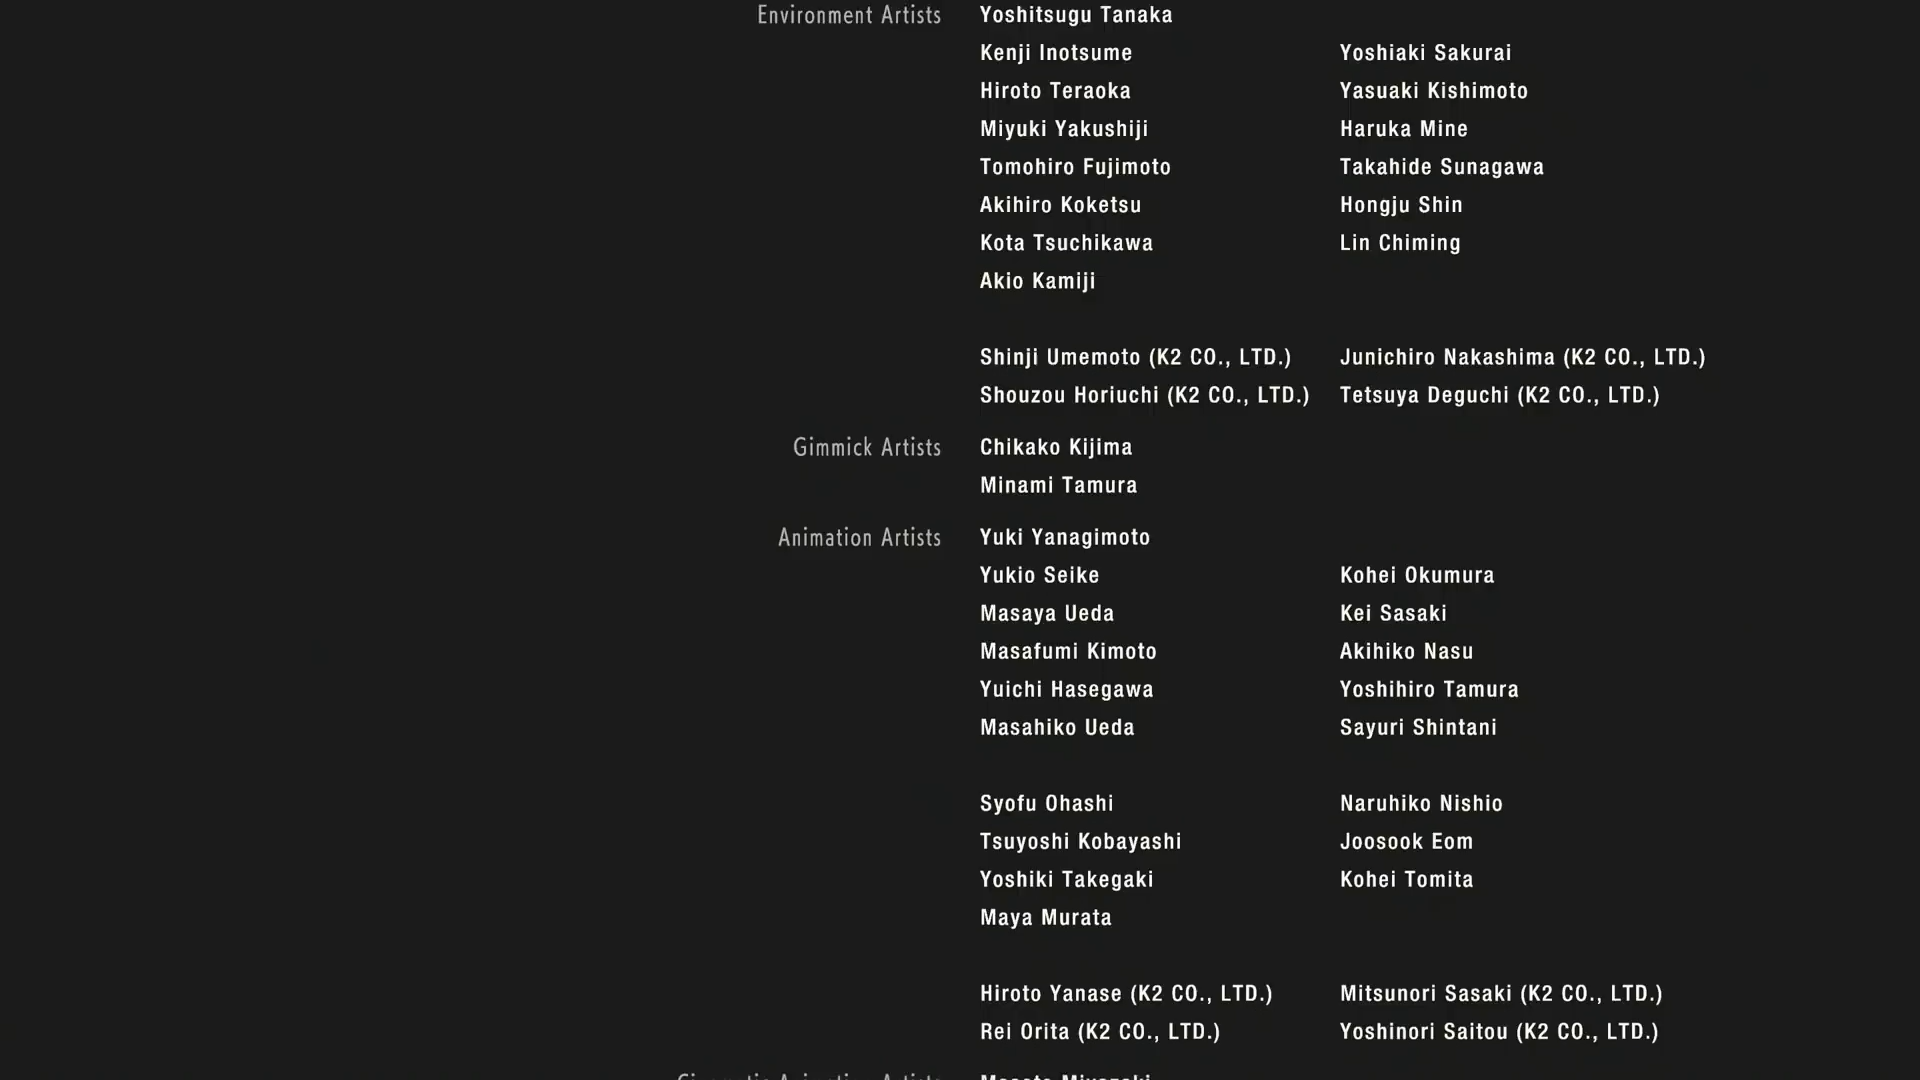 Environment Artists Yoshitsugu Tanaka
Kenji Inotsume Yoshiaki Sakurai
Hiroto Teraoka Yasuaki Kishimoto
Miyuki Yakushiji Haruka Mine
Tomohiro Fujimoto Takahide Sunagawa
Akihiro Koketsu Hongju Shin
Kota Tsuchikawa Lin Chiming
Akio Kamiji
Shinji Umemoto (K2 CO., LTD.) Junichiro Nakashima (K2 CO., LTD.)
Shouzou Horiuchi (K2 CO., LTD.) Tetsuya Deguchi (K2 CO., LTD.)
Gimmick Artists Chikako Kijima
Minami Tamura
Animation Artists Yuki Yanagimoto
Yukio Seike Kohei Okumura
Masaya Ueda Kei Sasaki
Masafumi Kimoto Akihiko Nasu
Yuichi Hasegawa Yoshihiro Tamura
Masahiko Ueda Sayuri Shintani
Syofu Ohashi Naruhiko Nishio
Tsuyoshi Kobayashi Joosook Eom
Yoshiki Takegaki Kohei Tomita
Maya Murata
Hiroto Yanase (K2 CO., LTD.) Mitsunori Sasaki (K2 CO., LTD.)
Rei Orita (K2 CO., LTD.) Yoshinori Saitou (K2 CO., LTD.)